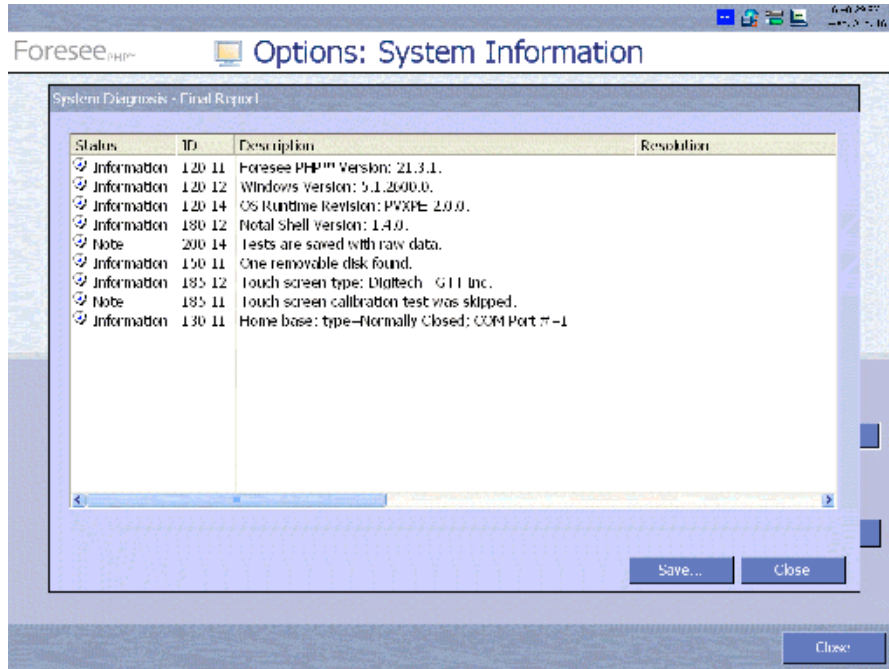 Foresee PHP™
Options: System Information
System Diagnosis - Final Report
Status ID Description Resolution
Information 120 11 Foresee PHP™ Version: 21.3.1.
Information 120 12 Windows Version: 5.1.2600.0.
Information 120 14 OS Runtime Revision: PVXPE 2.0.0.
Information 180 12 Notal Shell Version: 1.4.0.
Note 200 14 Tests are saved with raw data.
Information 150 11 One removable disk found.
Information 185 12 Touch screen type: Digitech - GTT Inc.
Note 185 11 Touch screen calibration test was skipped.
Information 130 11 Home base: type=Normally Closed; COM Port #=1
Save...
Close
Close